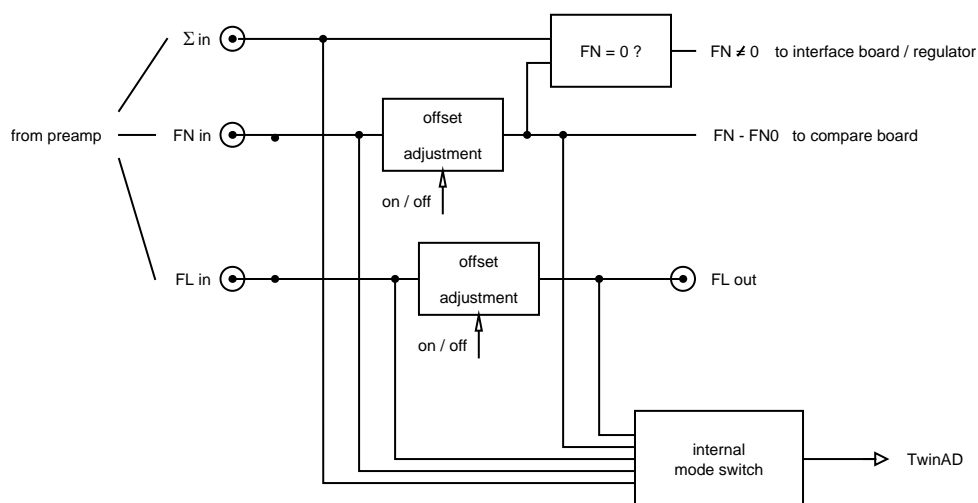 Σ in
FN = 0 ?
FN ≠ 0 to interface board / regulator
from preamp
FN in
offset
adjustment
FN - FN0 to compare board
on / off
FL in
offset
adjustment
FL out
on / off
internal
mode switch
TwinAD